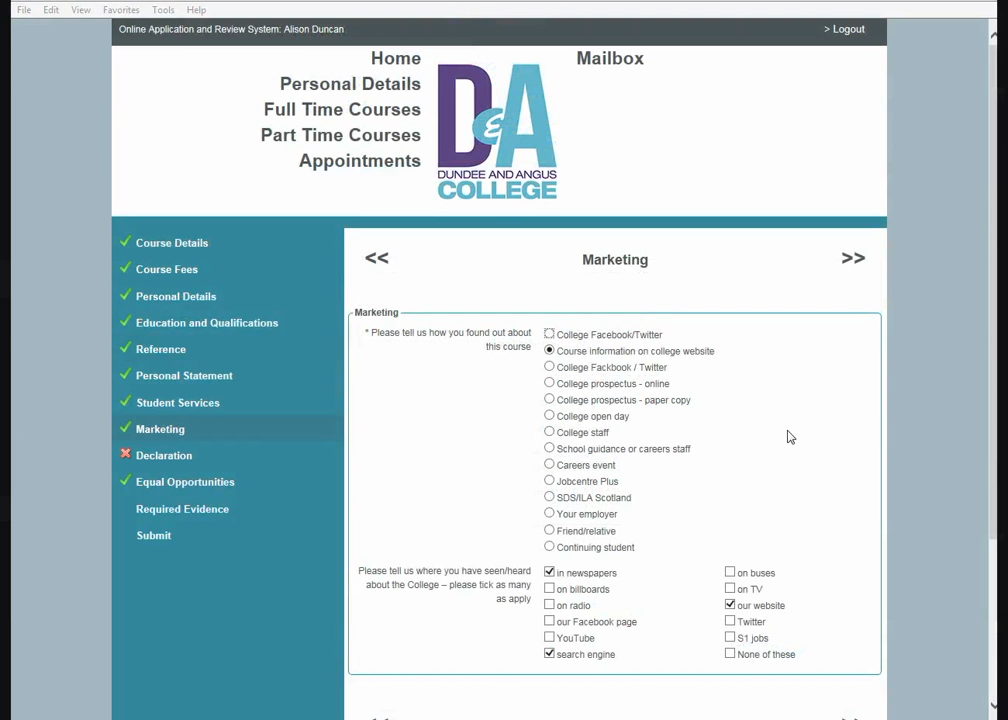 File Edit View Favorites Tools Help
Online Application and Review System: Alison Duncan
> Logout
Home
Personal Details
Full Time Courses
Part Time Courses
Appointments
D&A
DUNDEE AND ANGUS
COLLEGE
Mailbox
Course Details
Course Fees
Personal Details
Education and Qualifications
Reference
Personal Statement
Student Services
Marketing
Declaration
Equal Opportunities
Required Evidence
Submit
<< Marketing >>
Marketing
* Please tell us how you found out about
this course
College Facebook/Twitter
Course information on college website
College Fackbook / Twitter
College prospectus - online
College prospectus - paper copy
College open day
College staff
School guidance or careers staff
Careers event
Jobcentre Plus
SDS/ILA Scotland
Your employer
Friend/relative
Continuing student
Please tell us where you have seen/heard
about the College – please tick as many
as apply
in newspapers
on billboards
on radio
our Facebook page
YouTube
search engine
on buses
on TV
our website
Twitter
S1 jobs
None of these